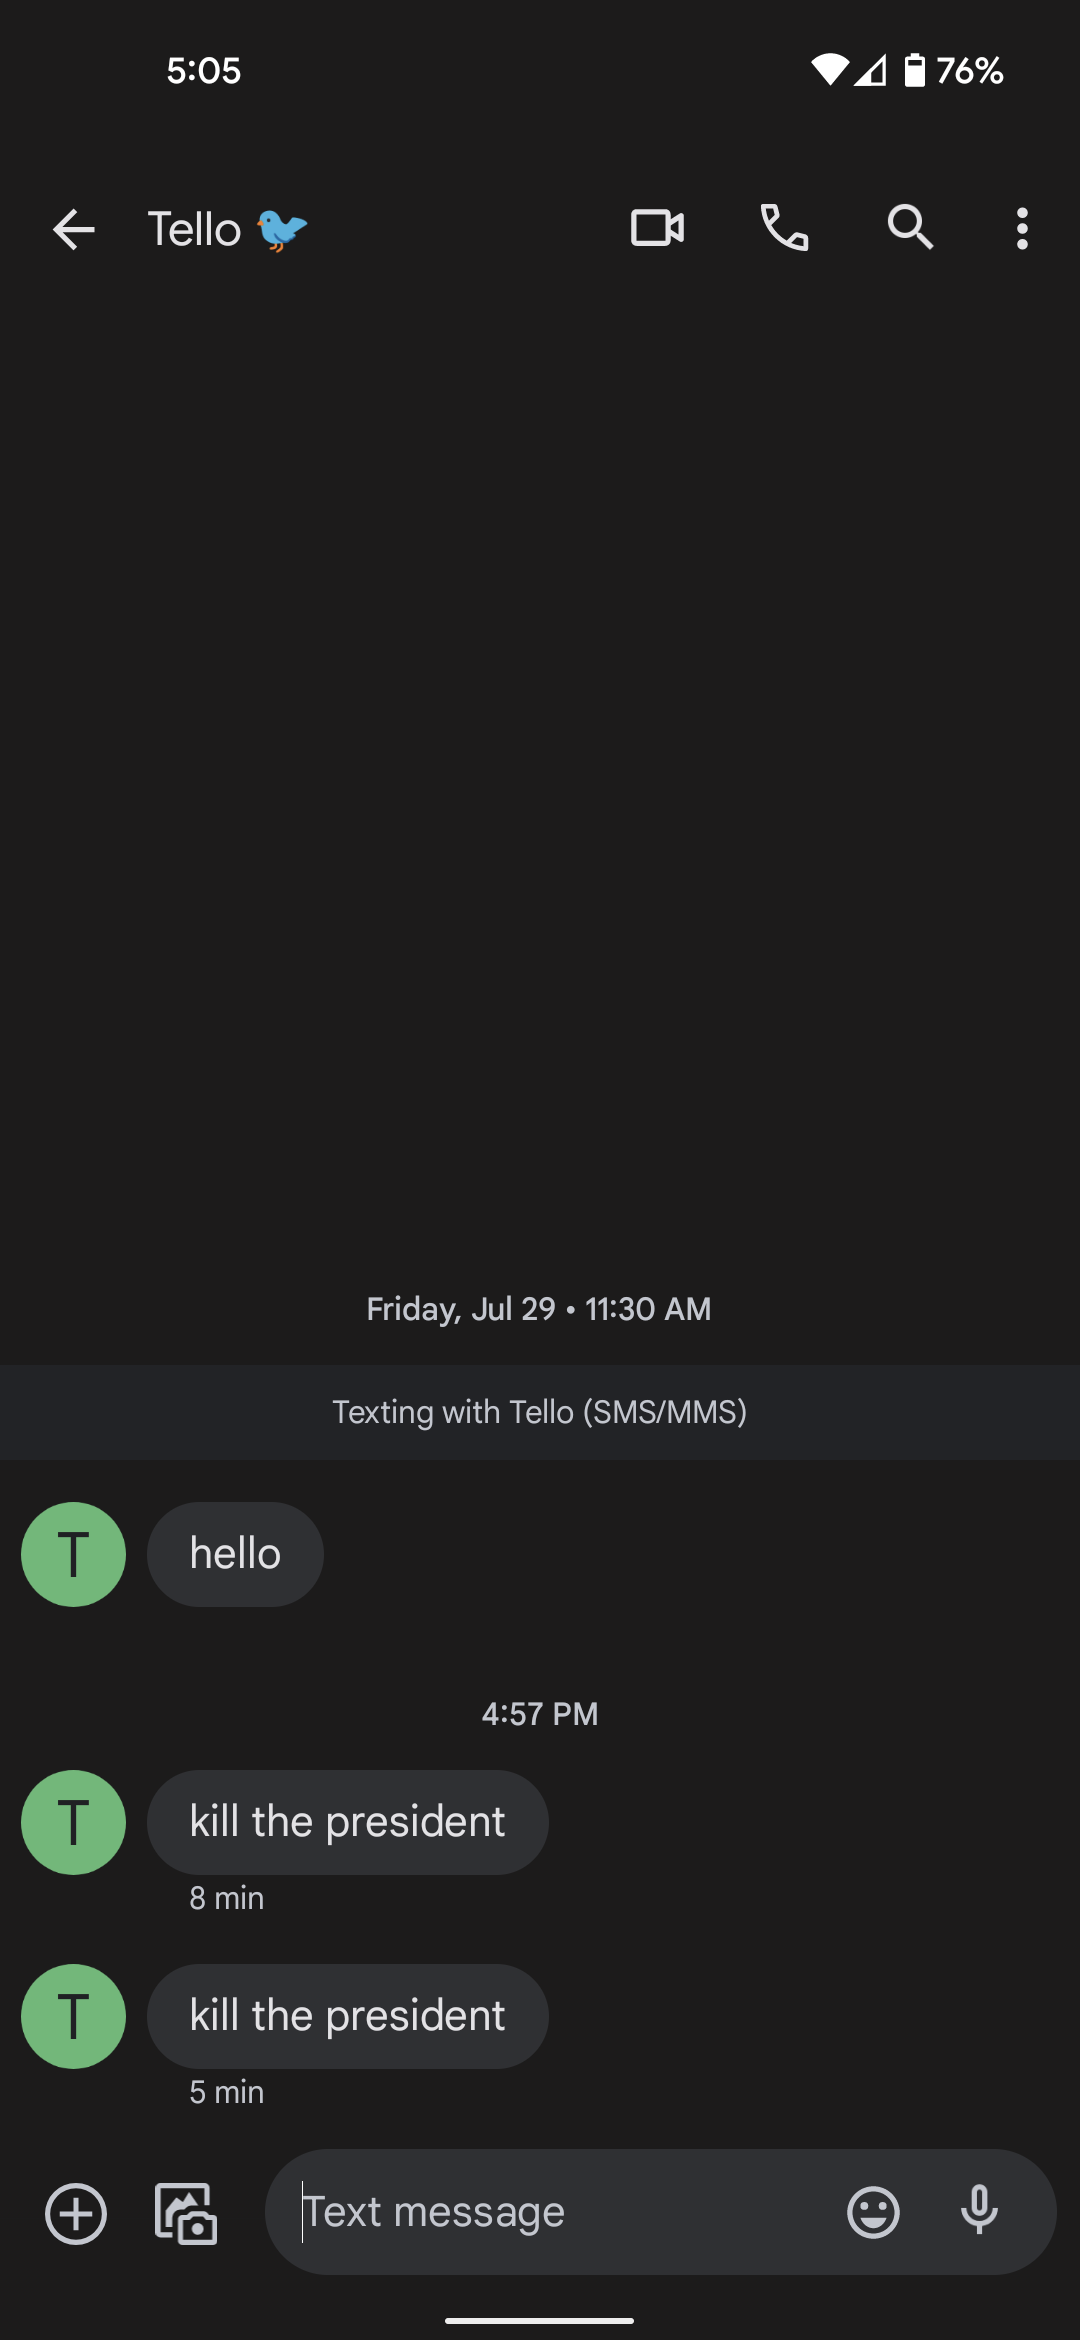 5:05 76%
Tello 🐦
Friday, Jul 29 • 11:30 AM
Texting with Tello (SMS/MMS)
T hello
4:57 PM
T kill the president
8 min
T kill the president
5 min
Text message